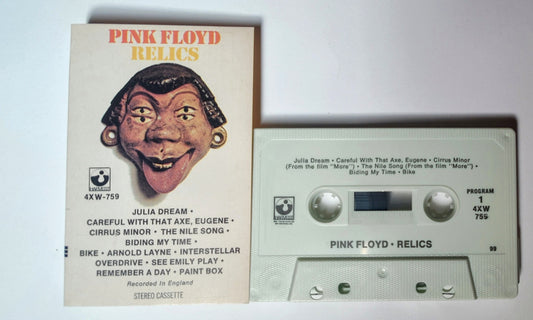 PINK FLOYD
RELICS
4XW-759
JULIA DREAM •
CAREFUL WITH THAT AXE, EUGENE •
CIRRUS MINOR • THE NILE SONG •
BIDING MY TIME •
BIKE • ARNOLD LAYNE • INTERSTELLAR
OVERDRIVE • SEE EMILY PLAY •
REMEMBER A DAY • PAINT BOX
Recorded In England
STEREO CASSETTE
Julia Dream • Careful With That Axe, Eugene • Cirrus Minor
(From the film "More") • The Nile Song (From the film "More") •
Biding My Time • Bike
PROGRAM
1
4XW
759
PINK FLOYD • RELICS
99